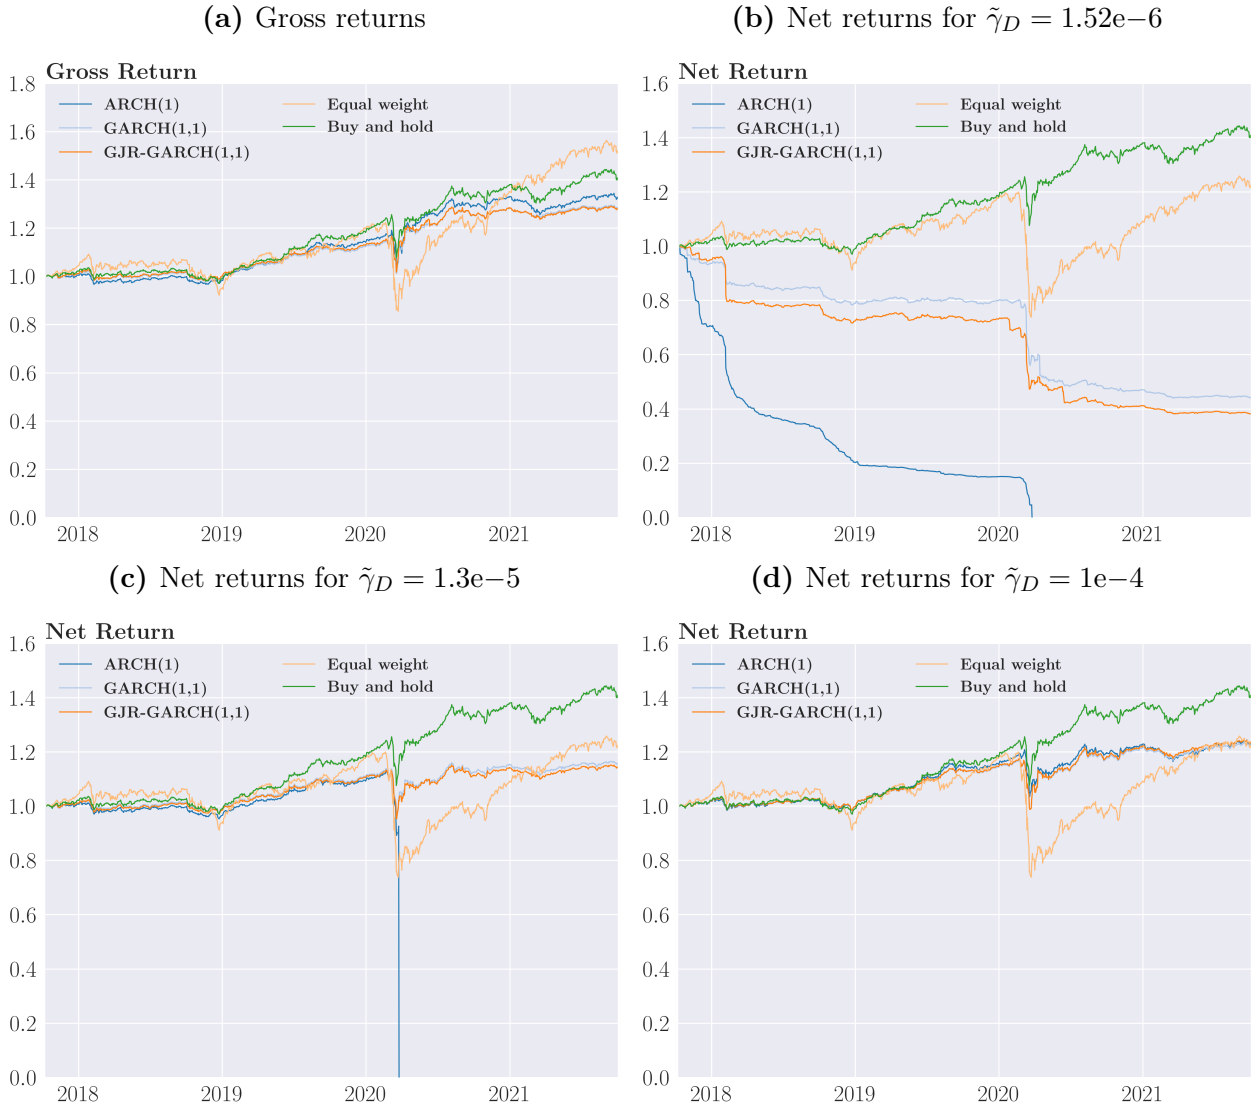 (a) Gross returns
Gross Return
1.8
1.6
1.4
1.2
1.0
0.8
0.6
0.4
0.2
0.0
ARCH(1)
GARCH(1,1)
GJR-GARCH(1,1)
Equal weight
Buy and hold
2018 2019 2020 2021
(b) Net returns for γ̃_D = 1.52e−6
Net Return
1.6
1.4
1.2
1.0
0.8
0.6
0.4
0.2
0.0
ARCH(1)
GARCH(1,1)
GJR-GARCH(1,1)
Equal weight
Buy and hold
2018 2019 2020 2021
(c) Net returns for γ̃_D = 1.3e−5
Net Return
1.6
1.4
1.2
1.0
0.8
0.6
0.4
0.2
0.0
ARCH(1)
GARCH(1,1)
GJR-GARCH(1,1)
Equal weight
Buy and hold
2018 2019 2020 2021
(d) Net returns for γ̃_D = 1e−4
Net Return
1.6
1.4
1.2
1.0
0.8
0.6
0.4
0.2
0.0
ARCH(1)
GARCH(1,1)
GJR-GARCH(1,1)
Equal weight
Buy and hold
2018 2019 2020 2021